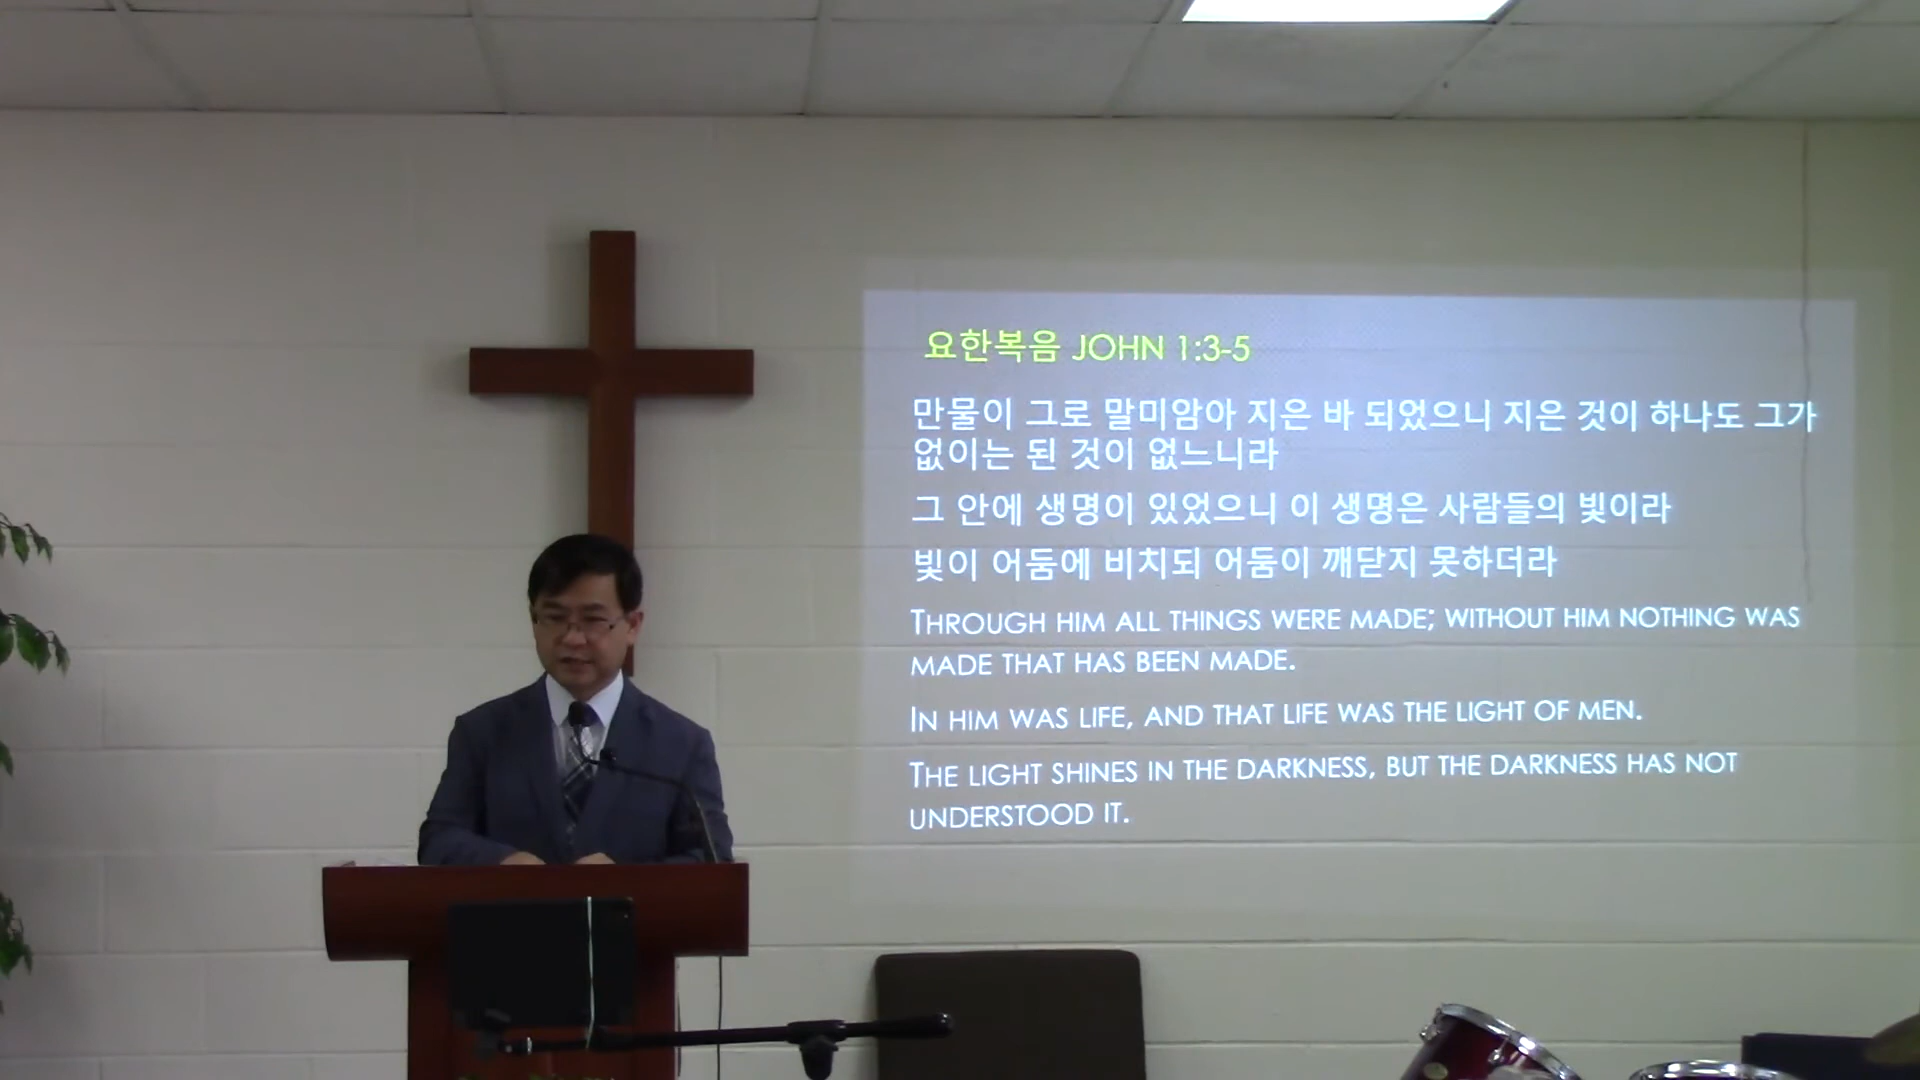 요한복음 JOHN 1:3-5
만물이 그로 말미암아 지은 바 되었으니 지은 것이 하나도 그가
없이는 된 것이 없느니라
그 안에 생명이 있었으니 이 생명은 사람들의 빛이라
빛이 어둠에 비치되 어둠이 깨닫지 못하더라
THROUGH HIM ALL THINGS WERE MADE; WITHOUT HIM NOTHING WAS
MADE THAT HAS BEEN MADE.
IN HIM WAS LIFE, AND THAT LIFE WAS THE LIGHT OF MEN.
THE LIGHT SHINES IN THE DARKNESS, BUT THE DARKNESS HAS NOT
UNDERSTOOD IT.